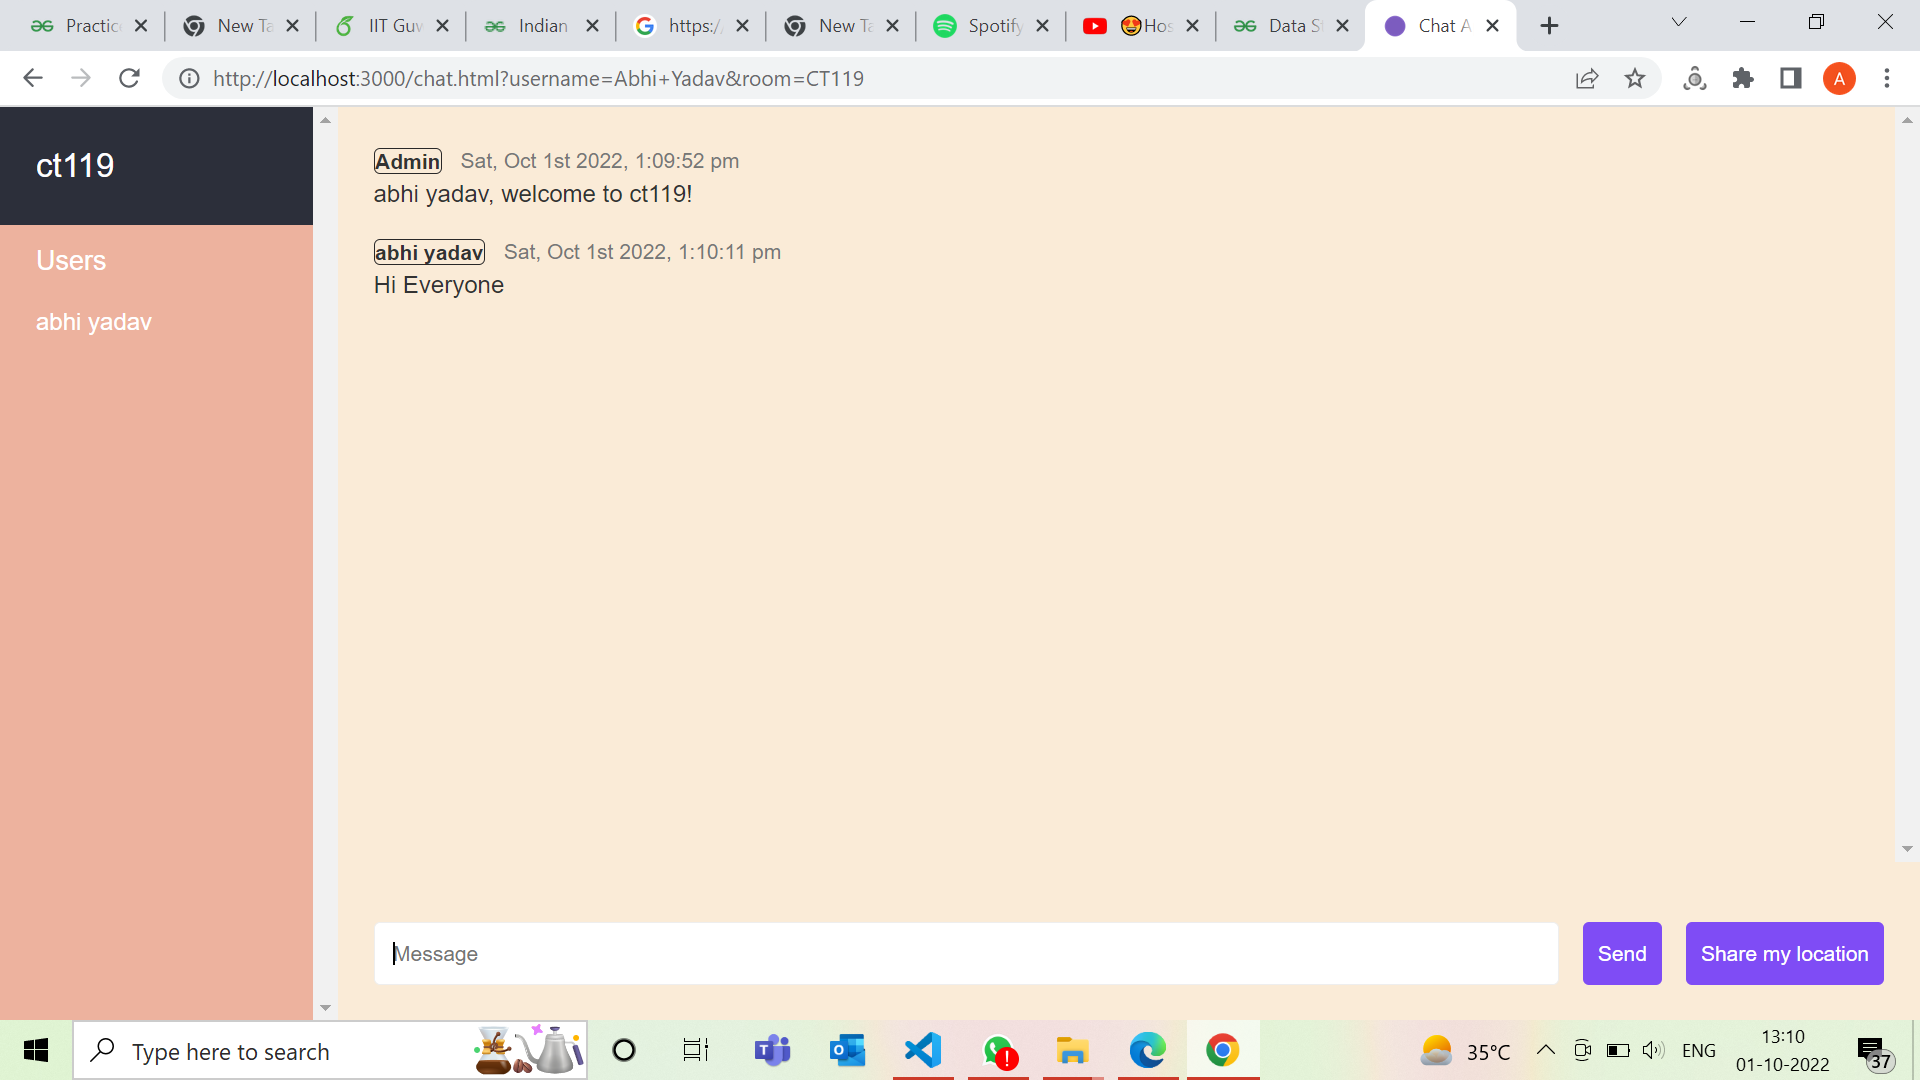 Practic
New Ta
IIT Guw
Indian
https:/
New Ta
Spotify
Hos
Data St
Chat A
http://localhost:3000/chat.html?username=Abhi+Yadav&room=CT119
A
ct119
Users
abhi yadav
Admin Sat, Oct 1st 2022, 1:09:52 pm
abhi yadav, welcome to ct119!
abhi yadav Sat, Oct 1st 2022, 1:10:11 pm
Hi Everyone
Message
Send
Share my location
Type here to search
35°C
ENG
13:10
01-10-2022
37